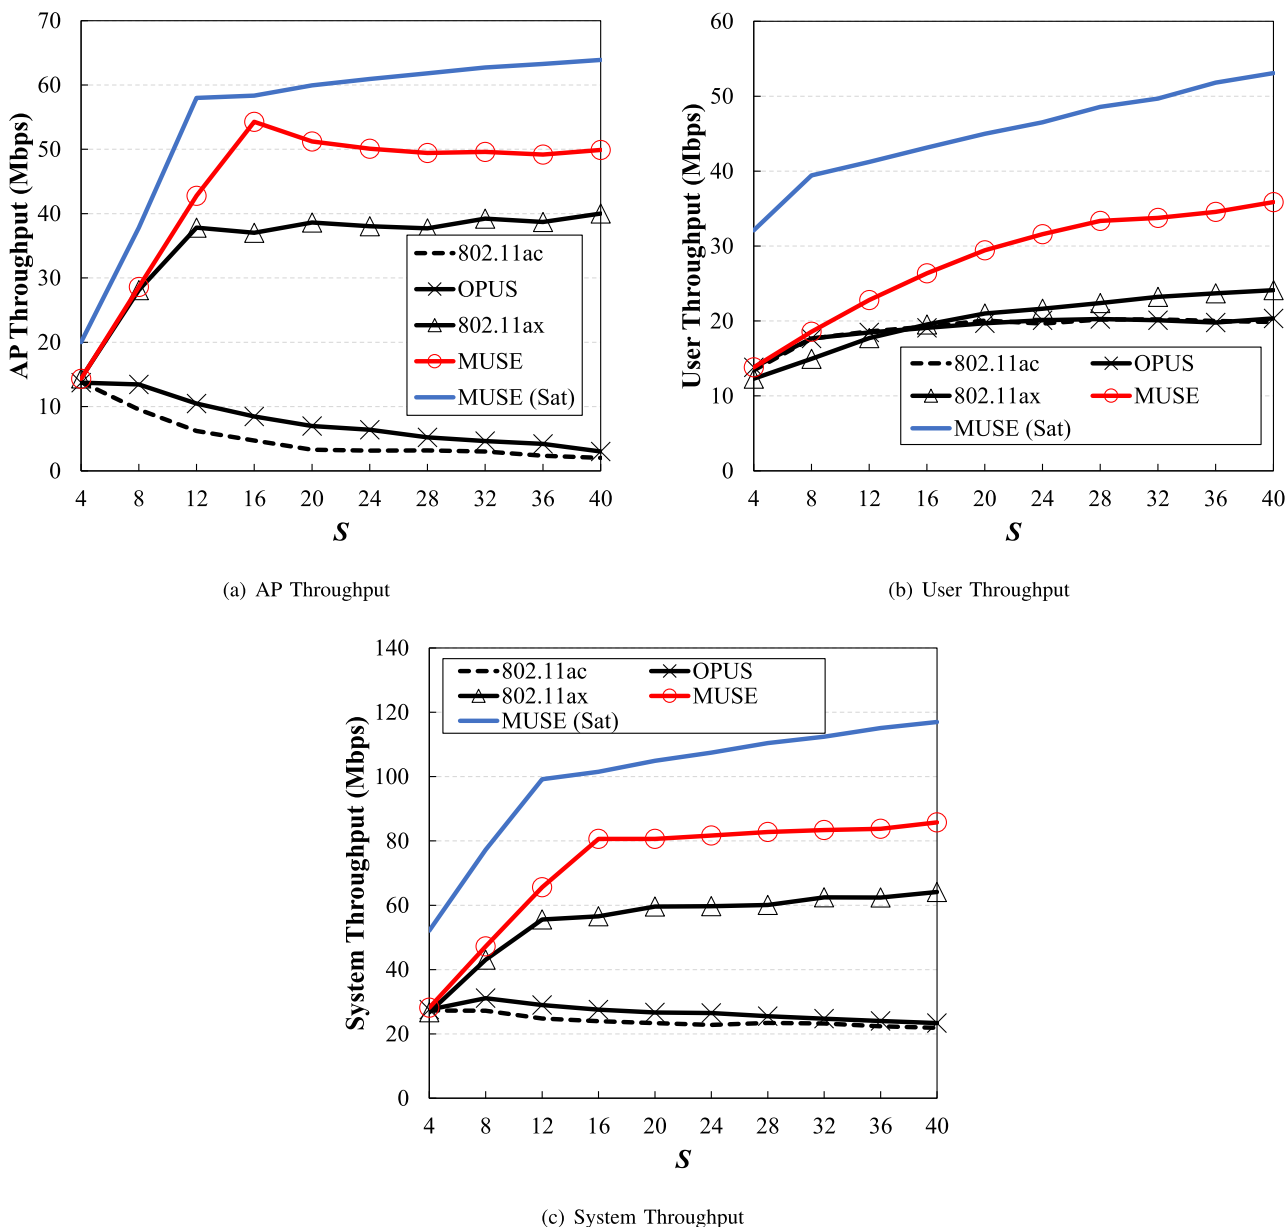 AP Throughput (Mbps)
70
60
50
40
30
20
10
0
802.11ac
OPUS
802.11ax
MUSE
MUSE (Sat)
4 8 12 16 20 24 28 32 36 40
S
(a) AP Throughput
User Throughput (Mbps)
60
50
40
30
20
10
0
802.11ac OPUS
802.11ax MUSE
MUSE (Sat)
4 8 12 16 20 24 28 32 36 40
S
(b) User Throughput
System Throughput (Mbps)
140
120
100
80
60
40
20
0
802.11ac OPUS
802.11ax MUSE
MUSE (Sat)
4 8 12 16 20 24 28 32 36 40
S
(c) System Throughput